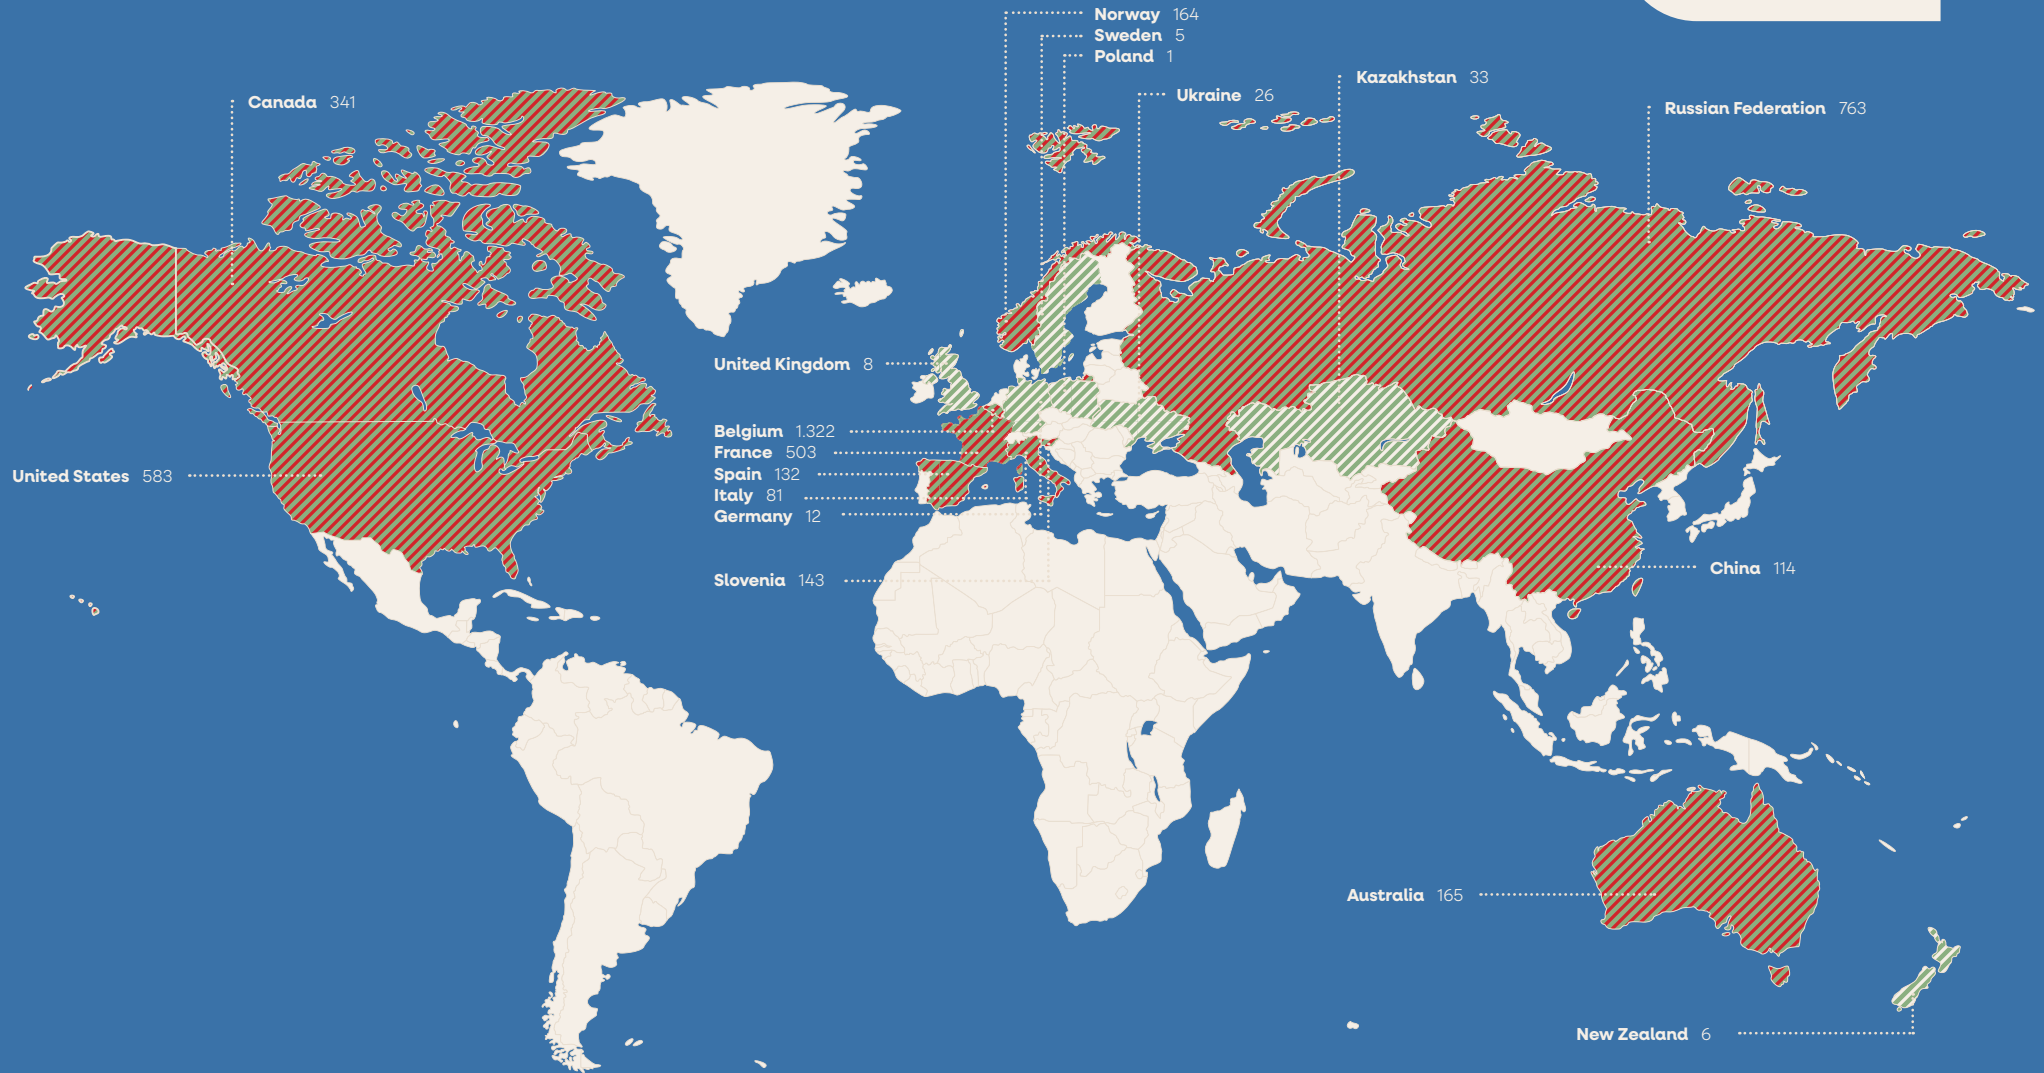 Norway 164
Sweden 5
Poland 1
Kazakhstan 33
Ukraine 26
Canada 341
Russian Federation 763
United Kingdom 8
Belgium 1.322
France 503
United States 583
Spain 132
Italy 81
Germany 12
China 114
Slovenia 143
Australia 165
New Zealand 6